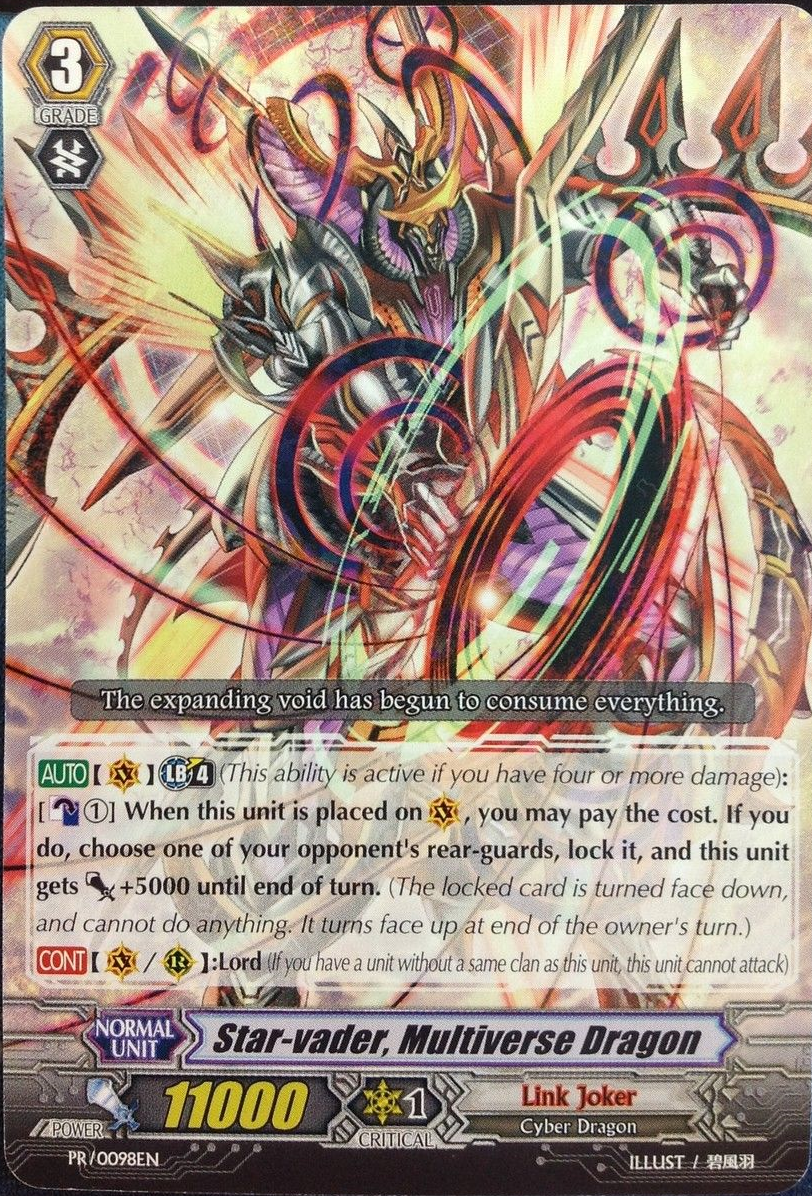 3
GRADE
The expanding void has begun to consume everything.
AUTO【V】LB4 (This ability is active if you have four or more damage):
[①] When this unit is placed on V, you may pay the cost. If you
do, choose one of your opponent's rear-guards, lock it, and this unit
gets +5000 until end of turn. (The locked card is turned face down,
and cannot do anything. It turns face up at end of the owner's turn.)
CONT【V/R】:Lord (If you have a unit without a same clan as this unit, this unit cannot attack)
NORMAL
UNIT
Star-vader, Multiverse Dragon
POWER 11000
1
CRITICAL
Link Joker
Cyber Dragon
PR/0098EN
ILLUST / 碧風羽